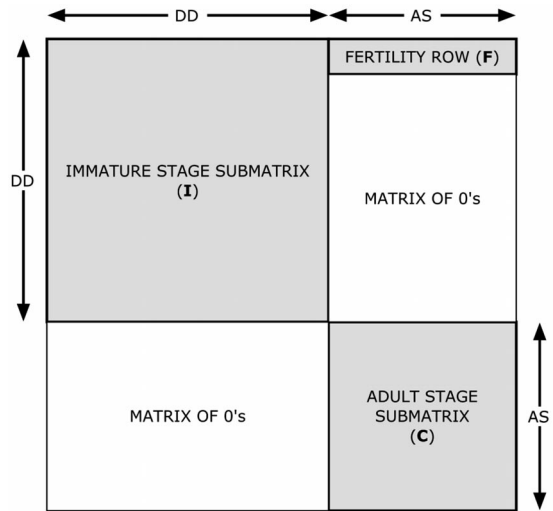 DD
AS
FERTILITY ROW (F)
DD
IMMATURE STAGE SUBMATRIX
(I)
MATRIX OF 0's
MATRIX OF 0's
ADULT STAGE
SUBMATRIX
(C)
AS